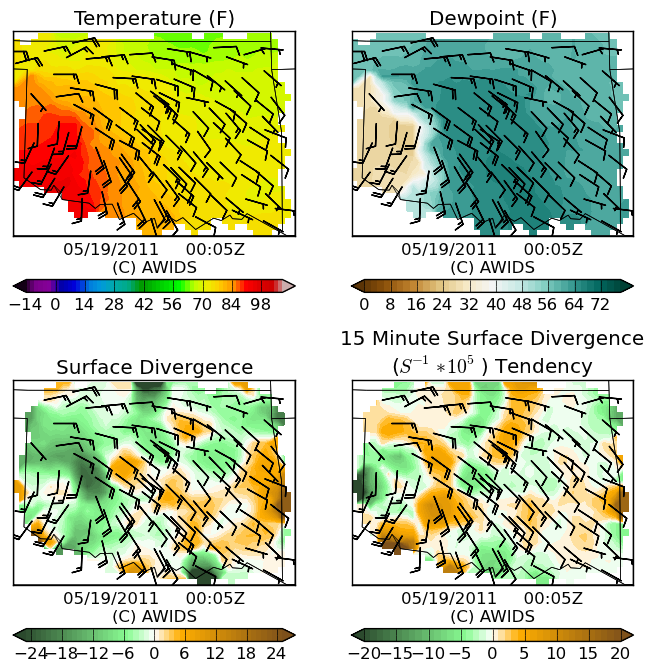 Temperature (F)
Dewpoint (F)
05/19/2011 00:05Z
(C) AWIDS
05/19/2011 00:05Z
(C) AWIDS
−14 0 14 28 42 56 70 84 98
0 8 16 24 32 40 48 56 64 72
Surface Divergence
15 Minute Surface Divergence
(S⁻¹ *10⁵ ) Tendency
05/19/2011 00:05Z
(C) AWIDS
05/19/2011 00:05Z
(C) AWIDS
−24 −18 −12 −6 0 6 12 18 24
−20 −15 −10 −5 0 5 10 15 20